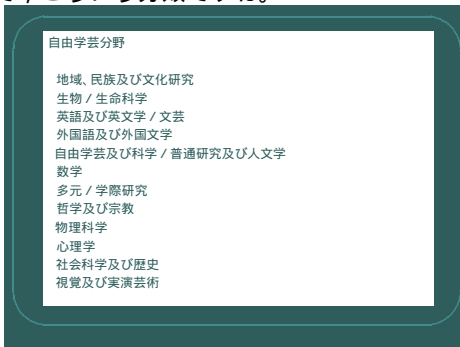 自由学芸分野
地域、民族及び文化研究
生物 / 生命科学
英語及び英文学 / 文芸
外国語及び外国文学
自由学芸及び科学 / 普通研究及び人文学
数学
多元 / 学際研究
哲学及び宗教
物理科学
心理学
社会科学及び歴史
視覚及び実演芸術